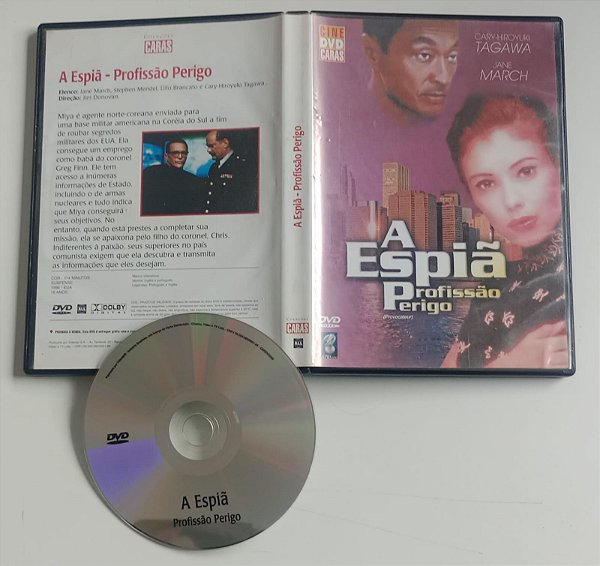 COLEÇÃO
CARAS
A Espiã - Profissão Perigo
Elenco: Jane March, Stephen Mendel, Lillo Brancato e Cary-Hiroyuki Tagawa.
Direção: Jim Donovan.
Miya é agente norte-coreana enviada para
uma base militar americana na Coréia do Sul a fim
de roubar segredos
militares dos EUA. Ela
consegue um emprego
como babá do coronel
Greg Finn. Ele tem
acesso a inúmeras
informações de Estado,
incluindo o de armas
nucleares e tudo indica
que Miya conseguirá
seus objetivos. No
entanto, quando está prestes a completar sua
missão, ela se apaixona pelo filho do coronel, Chris.
Indiferentes à paixão, seus superiores no país
comunista exigem que ela descubra e transmita
as informações que eles desejam.
SUSPENSE
18 ANOS
DVD
DOLBY
DIGITAL
A Espiã - Profissão Perigo
CARAS
CINE
DVD
CARAS
CARY-HIROYUKI
TAGAWA
JANE
MARCH
A
Espiã
Profissão
Perigo
(Provocateur)
DVD
VIDEO
DVD
A Espiã
Profissão Perigo